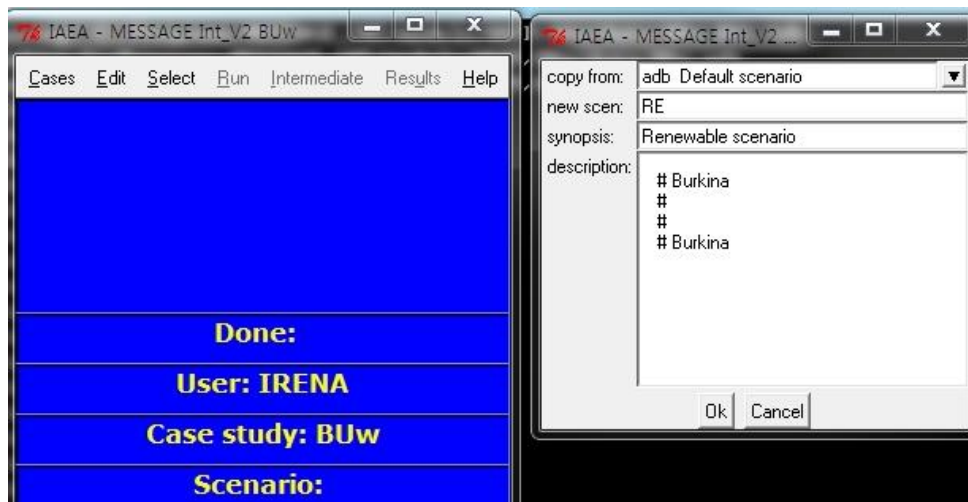 IAEA - MESSAGE Int_V2 BUw
Cases Edit Select Run Intermediate Results Help
Done:
User: IRENA
Case study: BUw
Scenario:
IAEA - MESSAGE Int_V2 ...
copy from: adb Default scenario
new scen: RE
synopsis: Renewable scenario
description:
# Burkina
#
#
# Burkina
Ok Cancel